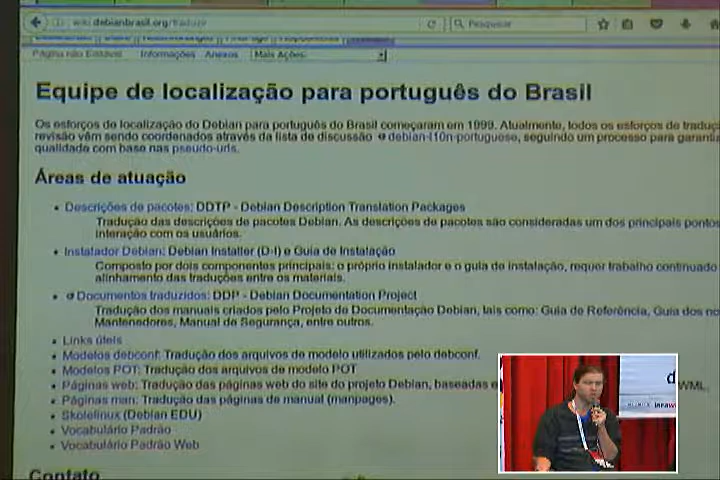 wiki.debianbrasil.org/traduzir
Pesquisar
Página não Estável Informações Anexos Mais Ações:
Equipe de localização para português do Brasil
Os esforços de localização do Debian para português do Brasil começaram em 1999. Atualmente, todos os esforços de
revisão vêm sendo coordenados através da lista de discussão debian-l10n-portuguese, seguindo um processo para
qualidade com base nas pseudo-urls.
Áreas de atuação
Descrições de pacotes: DDTP - Debian Description Translation Packages
Tradução das descrições de pacotes Debian. As descrições de pacotes são consideradas um dos principais pontos
interação com os usuários.
Instalador Debian: Debian Installer (D-I) e Guia de Instalação
Composto por dois componentes principais: o próprio instalador e o guia de instalação, requer trabalho continuado
alinhamento das traduções entre os materiais.
Documentos traduzidos: DDP - Debian Documentation Project
Tradução dos manuais criados pelo Projeto de Documentação Debian, tais como: Guia de Referência, Guia dos
Mantenedores, Manual de Segurança, entre outros.
Links úteis
Modelos debconf: Tradução dos arquivos de modelo utilizados pelo debconf.
Modelos POT: Tradução dos arquivos de modelo POT
Páginas web: Tradução das páginas web do site do projeto Debian, baseadas WML,
Páginas man: Tradução das páginas de manual (manpages).
Skolelinux (Debian EDU)
Vocabulário Padrão
Vocabulário Padrão Web
Contato